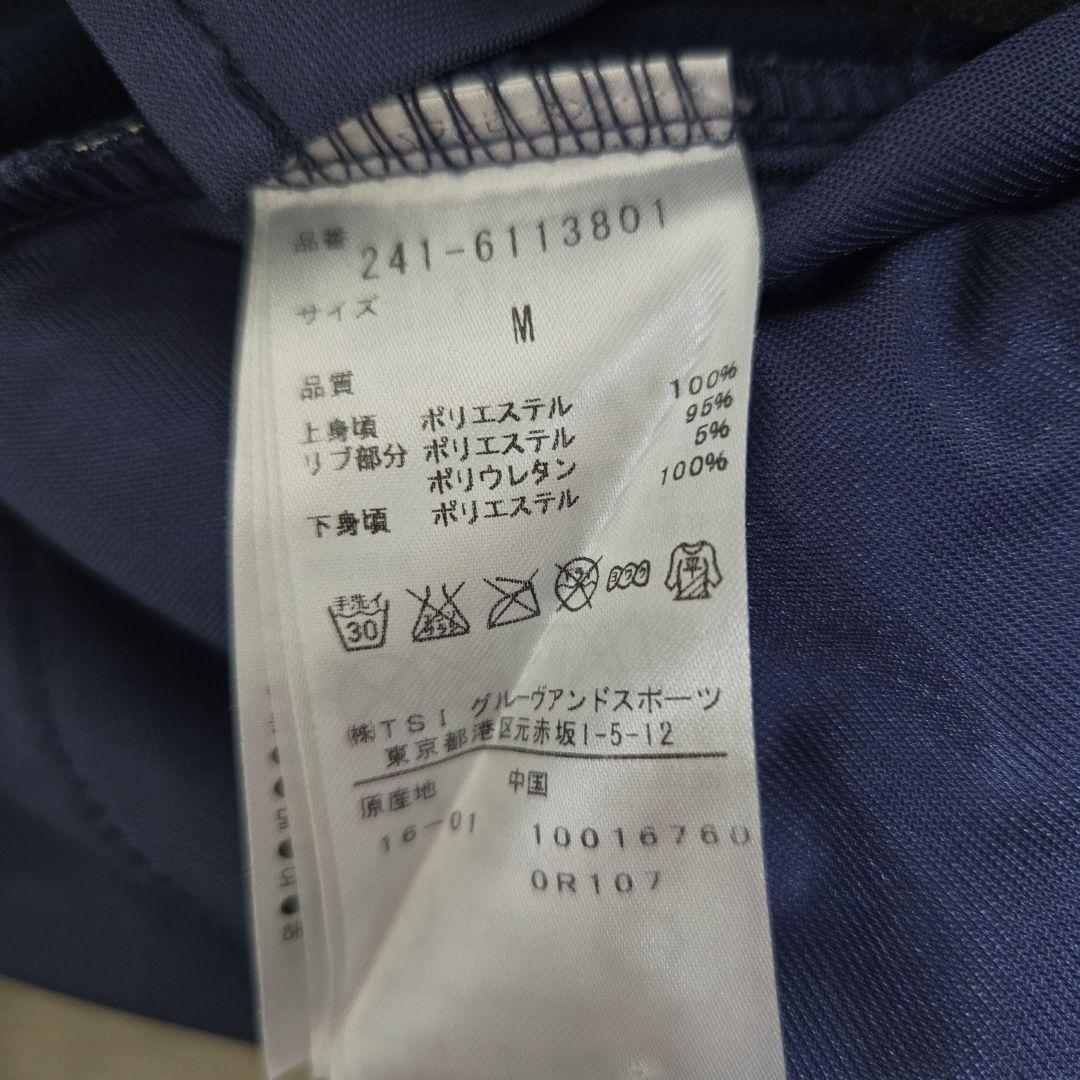 品番 241-6113801
サイズ M
品質
上身頃 ポリエステル 100%
リブ部分 ポリエステル 95%
ポリウレタン 5%
下身頃 ポリエステル 100%
手洗イ
30
平
㈱TSI グルーヴアンドスポーツ
東京都港区元赤坂1-5-12
原産地 中国
16-01 10016760
0R107